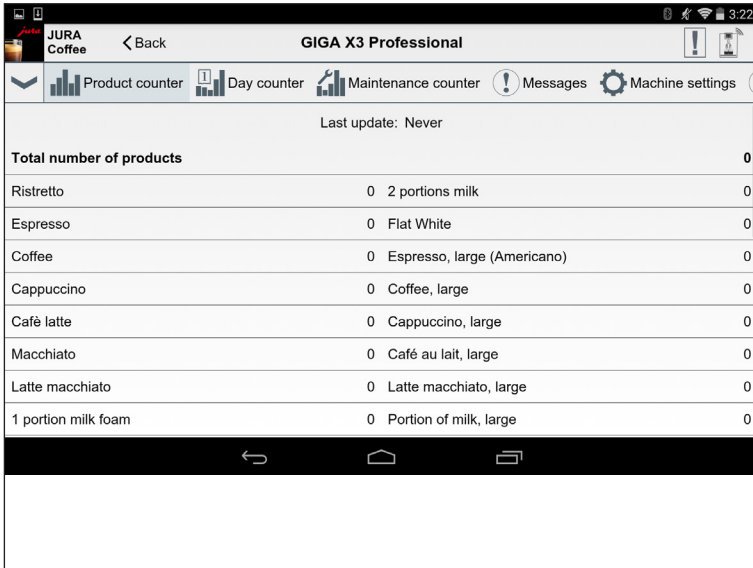 3:22
jura
JURA
Coffee
Back
GIGA X3 Professional
Product counter
1
Day counter
Maintenance counter
Messages
Machine settings
Last update: Never
Total number of products 0
Ristretto 0 2 portions milk 0
Espresso 0 Flat White 0
Coffee 0 Espresso, large (Americano) 0
Cappuccino 0 Coffee, large 0
Cafè latte 0 Cappuccino, large 0
Macchiato 0 Café au lait, large 0
Latte macchiato 0 Latte macchiato, large 0
1 portion milk foam 0 Portion of milk, large 0